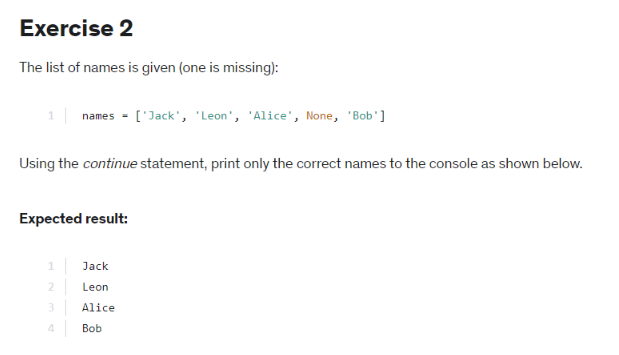 Exercise 2
The list of names is given (one is missing):
1 names = ['Jack', 'Leon', 'Alice', None, 'Bob']
Using the continue statement, print only the correct names to the console as shown below.
Expected result:
1 Jack
2 Leon
3 Alice
4 Bob